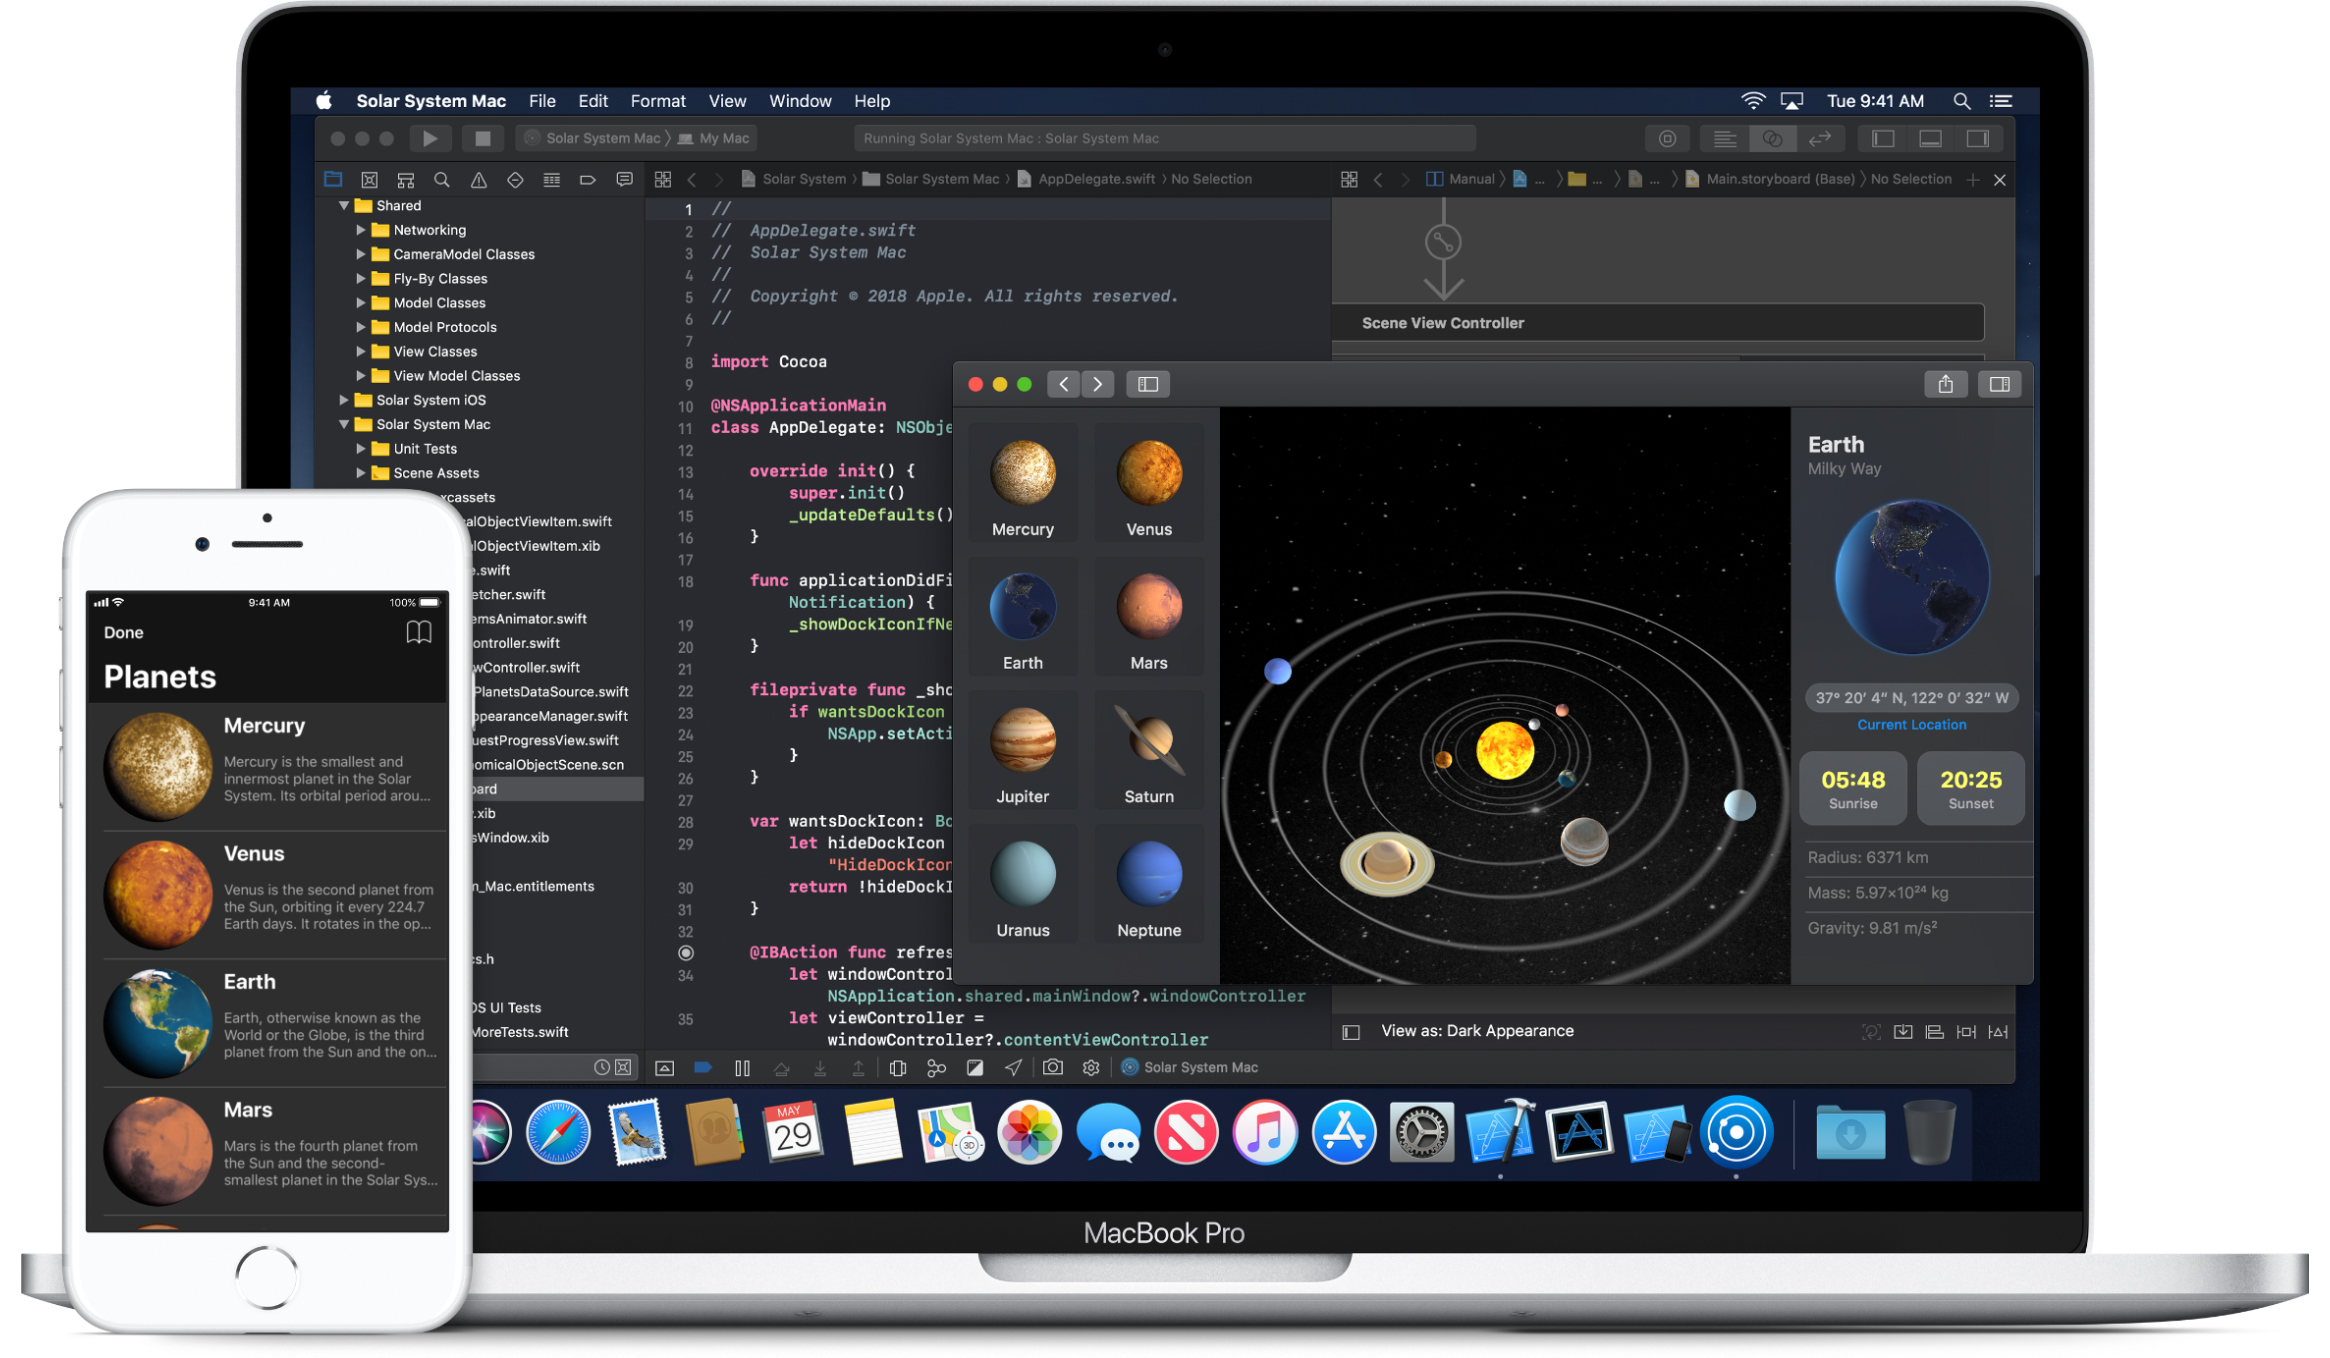 Solar System Mac File Edit Format View Window Help
Tue 9:41 AM
Solar System Mac
My Mac
Running Solar System Mac : Solar System Mac
Solar System
Solar System Mac
AppDelegate.swift
No Selection
Manual
...
...
...
Main.storyboard (Base)
No Selection
Shared
Networking
CameraModel Classes
Fly-By Classes
Model Classes
Model Protocols
View Classes
View Model Classes
Solar System iOS
Solar System Mac
Unit Tests
Scene Assets
xcassets
alObjectViewItem.swift
lObjectViewItem.xib
e.swift
etcher.swift
emsAnimator.swift
ontroller.swift
wController.swift
PlanetsDataSource.swift
ppearanceManager.swift
uestProgressView.swift
nomicalObjectScene.scn
oard
.xib
sWindow.xib
n_Mac.entitlements
cs.h
OS UI Tests
MoreTests.swift
1 //
2 // AppDelegate.swift
3 // Solar System Mac
4 //
5 // Copyright © 2018 Apple. All rights reserved.
6 //
7
8 import Cocoa
9
10 @NSApplicationMain
11 class AppDelegate: NSObje
12
13 override init() {
14 super.init()
15 _updateDefaults()
16 }
17
18 func applicationDidFi
Notification) {
19 _showDockIconIfNe
20 }
21
22 fileprivate func _sho
23 if wantsDockIcon
24 NSApp.setActi
25 }
26 }
27
28 var wantsDockIcon: Bo
29 let hideDockIcon
"HideDockIcon
30 return !hideDockI
31 }
32
@IBAction func refres
34 let windowControl
NSApplication.shared.mainWindow?.windowController
35 let viewController =
windowController?.contentViewController
Scene View Controller
Mercury
Venus
Earth
Mars
Jupiter
Saturn
Uranus
Neptune
Earth
Milky Way
37° 20′ 4″ N, 122° 0′ 32″ W
Current Location
05:48
Sunrise
20:25
Sunset
Radius: 6371 km
Mass: 5.97×10²⁴ kg
Gravity: 9.81 m/s²
View as: Dark Appearance
Solar System Mac
MAY
29
3D
MacBook Pro
9:41 AM
100%
Done
Planets
Mercury
Mercury is the smallest and
innermost planet in the Solar
System. Its orbital period arou...
Venus
Venus is the second planet from
the Sun, orbiting it every 224.7
Earth days. It rotates in the op...
Earth
Earth, otherwise known as the
World or the Globe, is the third
planet from the Sun and the on...
Mars
Mars is the fourth planet from
the Sun and the second-
smallest planet in the Solar Sys...